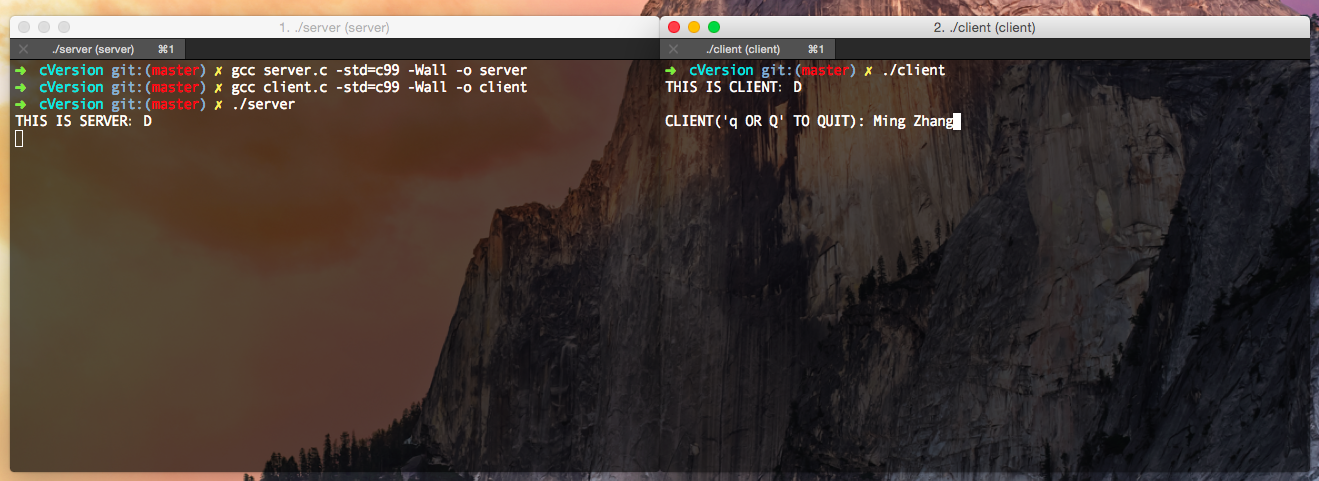 1. ./server (server)
× ./server (server) ⌘1
➜ cVersion git:(master) ✗ gcc server.c -std=c99 -Wall -o server
➜ cVersion git:(master) ✗ gcc client.c -std=c99 -Wall -o client
➜ cVersion git:(master) ✗ ./server
THIS IS SERVER: D
2. ./client (client)
× ./client (client) ⌘1
➜ cVersion git:(master) ✗ ./client
THIS IS CLIENT: D
CLIENT('q OR Q' TO QUIT): Ming Zhang